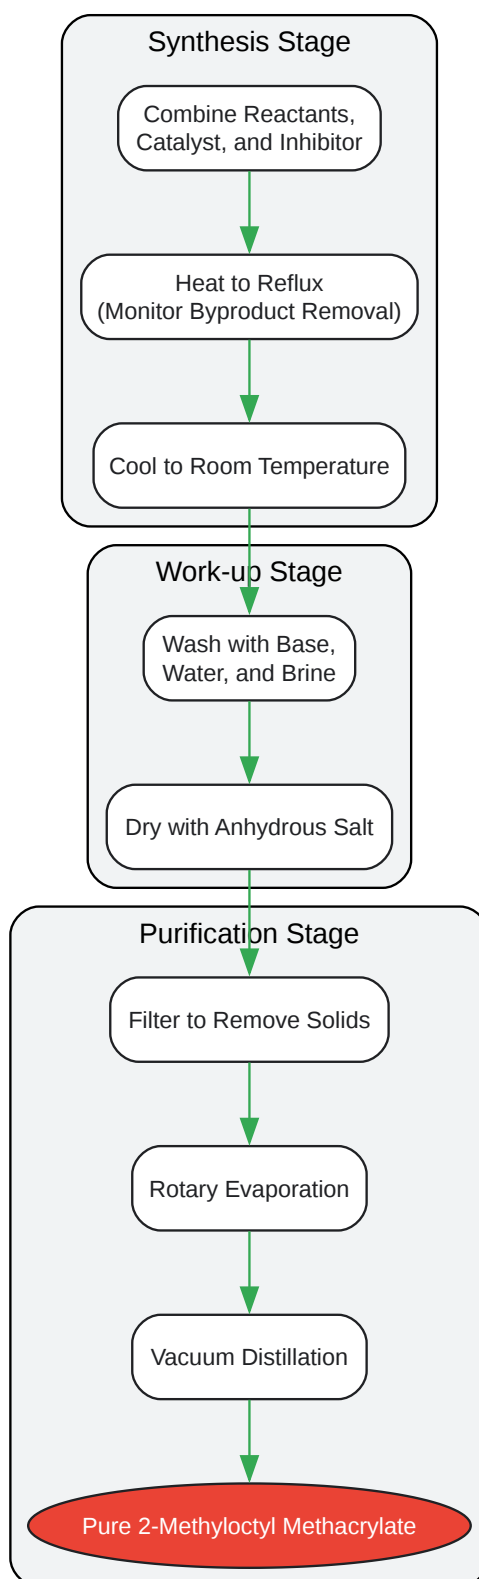 Synthesis Stage
Combine Reactants,
Catalyst, and Inhibitor
Heat to Reflux
(Monitor Byproduct Removal)
Cool to Room Temperature
Work-up Stage
Wash with Base,
Water, and Brine
Dry with Anhydrous Salt
Purification Stage
Filter to Remove Solids
Rotary Evaporation
Vacuum Distillation
Pure 2-Methyloctyl Methacrylate